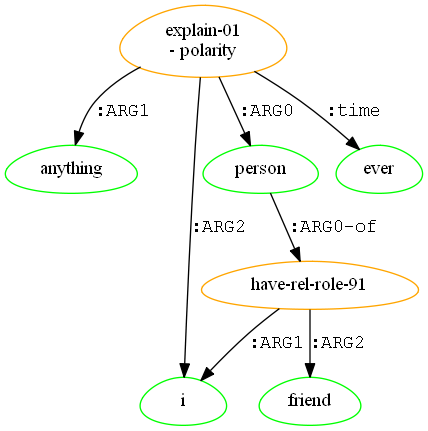 explain-01
- polarity
:ARG1
:ARG0
:time
anything
person
ever
:ARG2
:ARG0-of
have-rel-role-91
:ARG1
:ARG2
i
friend